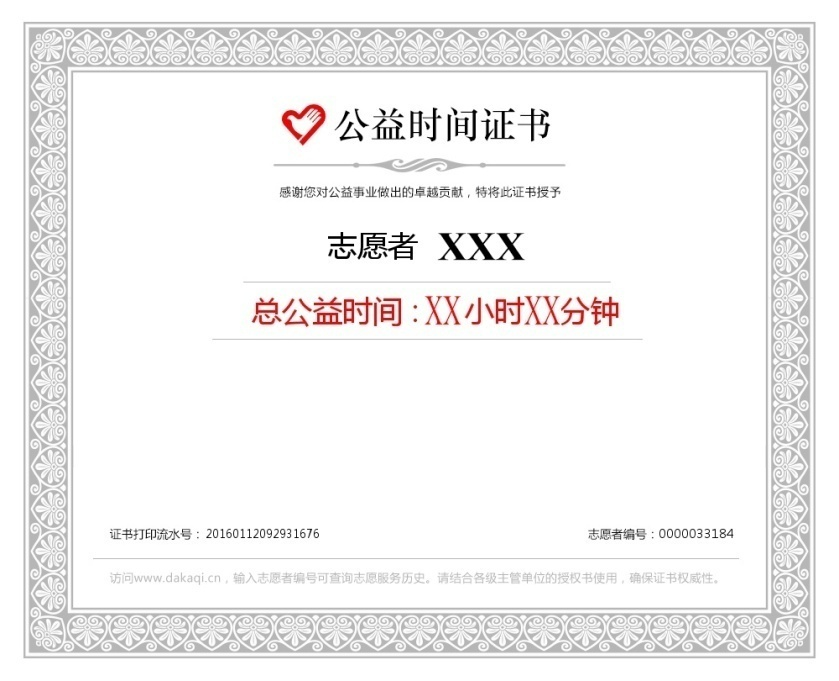 公益时间证书
感谢您对公益事业做出的卓越贡献，特将此证书授予
志愿者 XXX
总公益时间：XX小时XX分钟
证书打印流水号：20160112092931676 志愿者编号：0000033184
访问www.dakaqi.cn，输入志愿者编号可查询志愿服务历史。请结合各级主管单位的授权书使用，确保证书权威性。